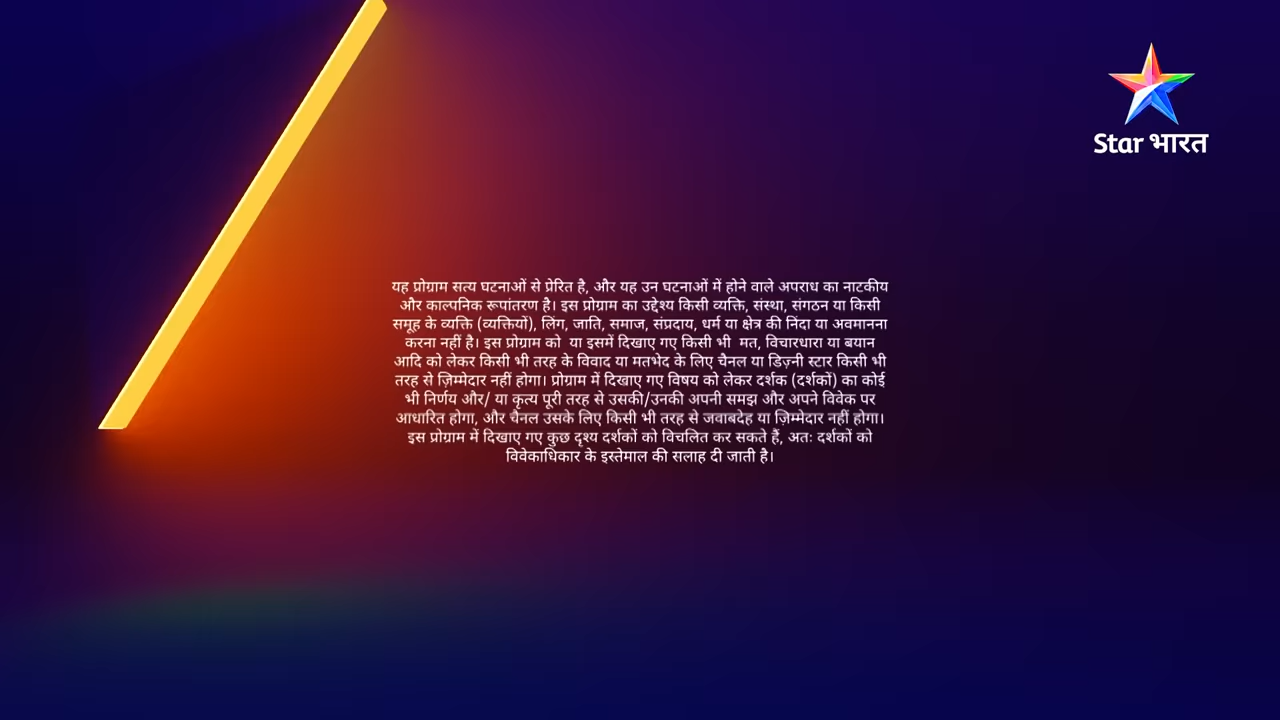 Star भारत
यह प्रोग्राम सत्य घटनाओं से प्रेरित है, और यह उन घटनाओं में होने वाले अपराध का नाटकीय
और काल्पनिक रूपांतरण है। इस प्रोग्राम का उद्देश्य किसी व्यक्ति, संस्था, संगठन या किसी
समूह के व्यक्ति (व्यक्तियों), लिंग, जाति, समाज, संप्रदाय, धर्म या क्षेत्र की निंदा या अवमानना
करना नहीं है। इस प्रोग्राम को या इसमें दिखाए गए किसी भी मत, विचारधारा या बयान
आदि को लेकर किसी भी तरह के विवाद या मतभेद के लिए चैनल या डिज़्नी स्टार किसी भी
तरह से ज़िम्मेदार नहीं होगा। प्रोग्राम में दिखाए गए विषय को लेकर दर्शक (दर्शकों) का कोई
भी निर्णय और/ या कृत्य पूरी तरह से उसकी/उनकी अपनी समझ और अपने विवेक पर
आधारित होगा, और चैनल उसके लिए किसी भी तरह से जवाबदेह या ज़िम्मेदार नहीं होगा।
इस प्रोग्राम में दिखाए गए कुछ दृश्य दर्शकों को विचलित कर सकते हैं, अतः दर्शकों को
विवेकाधिकार के इस्तेमाल की सलाह दी जाती है।